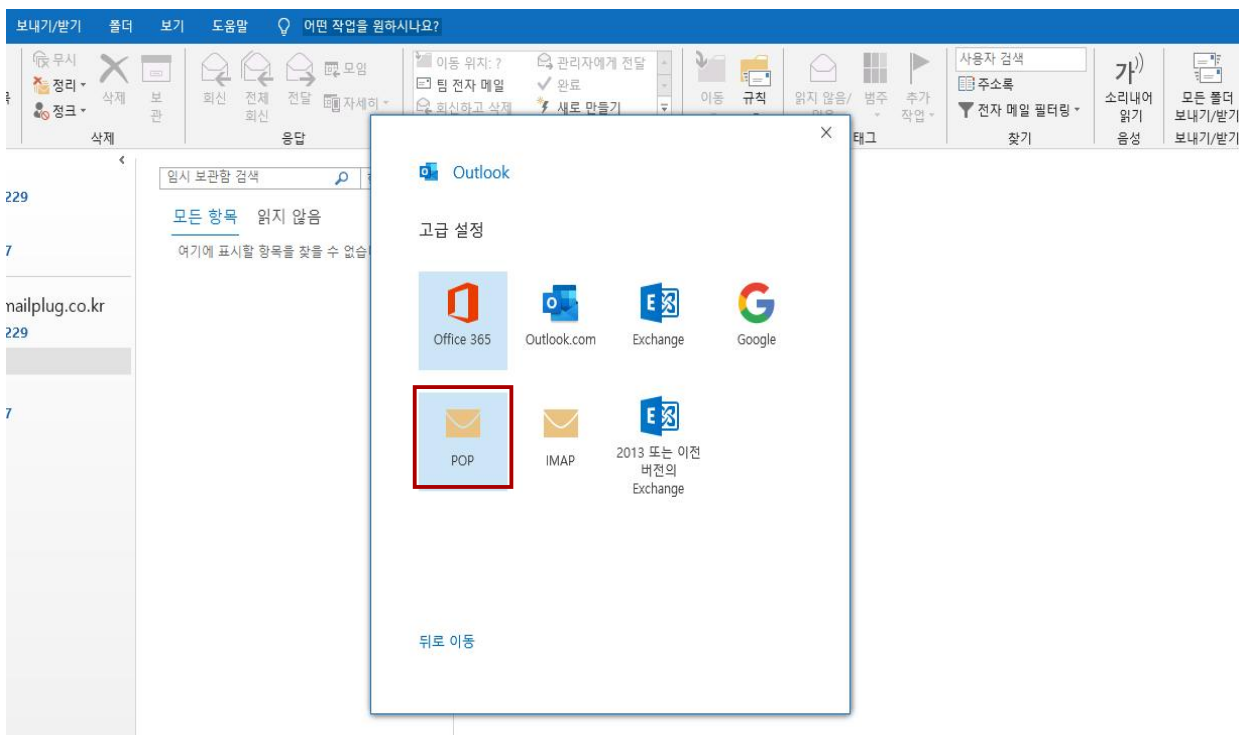 보내기/받기 폴더 보기 도움말 어떤 작업을 원하시나요?
무시
정리
정크
삭제
보관
삭제
회신
전체 회신
전달
모임
자세히
응답
이동 위치: ?
팀 전자 메일
회신하고 삭제
관리자에게 전달
완료
새로 만들기
이동
규칙
읽지 않음/
범주
추가 작업
태그
사용자 검색
주소록
전자 메일 필터링
찾기
가))
소리내어 읽기
음성
모든 폴더
보내기/받기
보내기/받기
229
7
mailplug.co.kr
229
7
임시 보관함 검색
모든 항목 읽지 않음
여기에 표시할 항목을 찾을 수 없습
Outlook
고급 설정
Office 365
Outlook.com
Exchange
Google
POP
IMAP
2013 또는 이전
버전의
Exchange
뒤로 이동